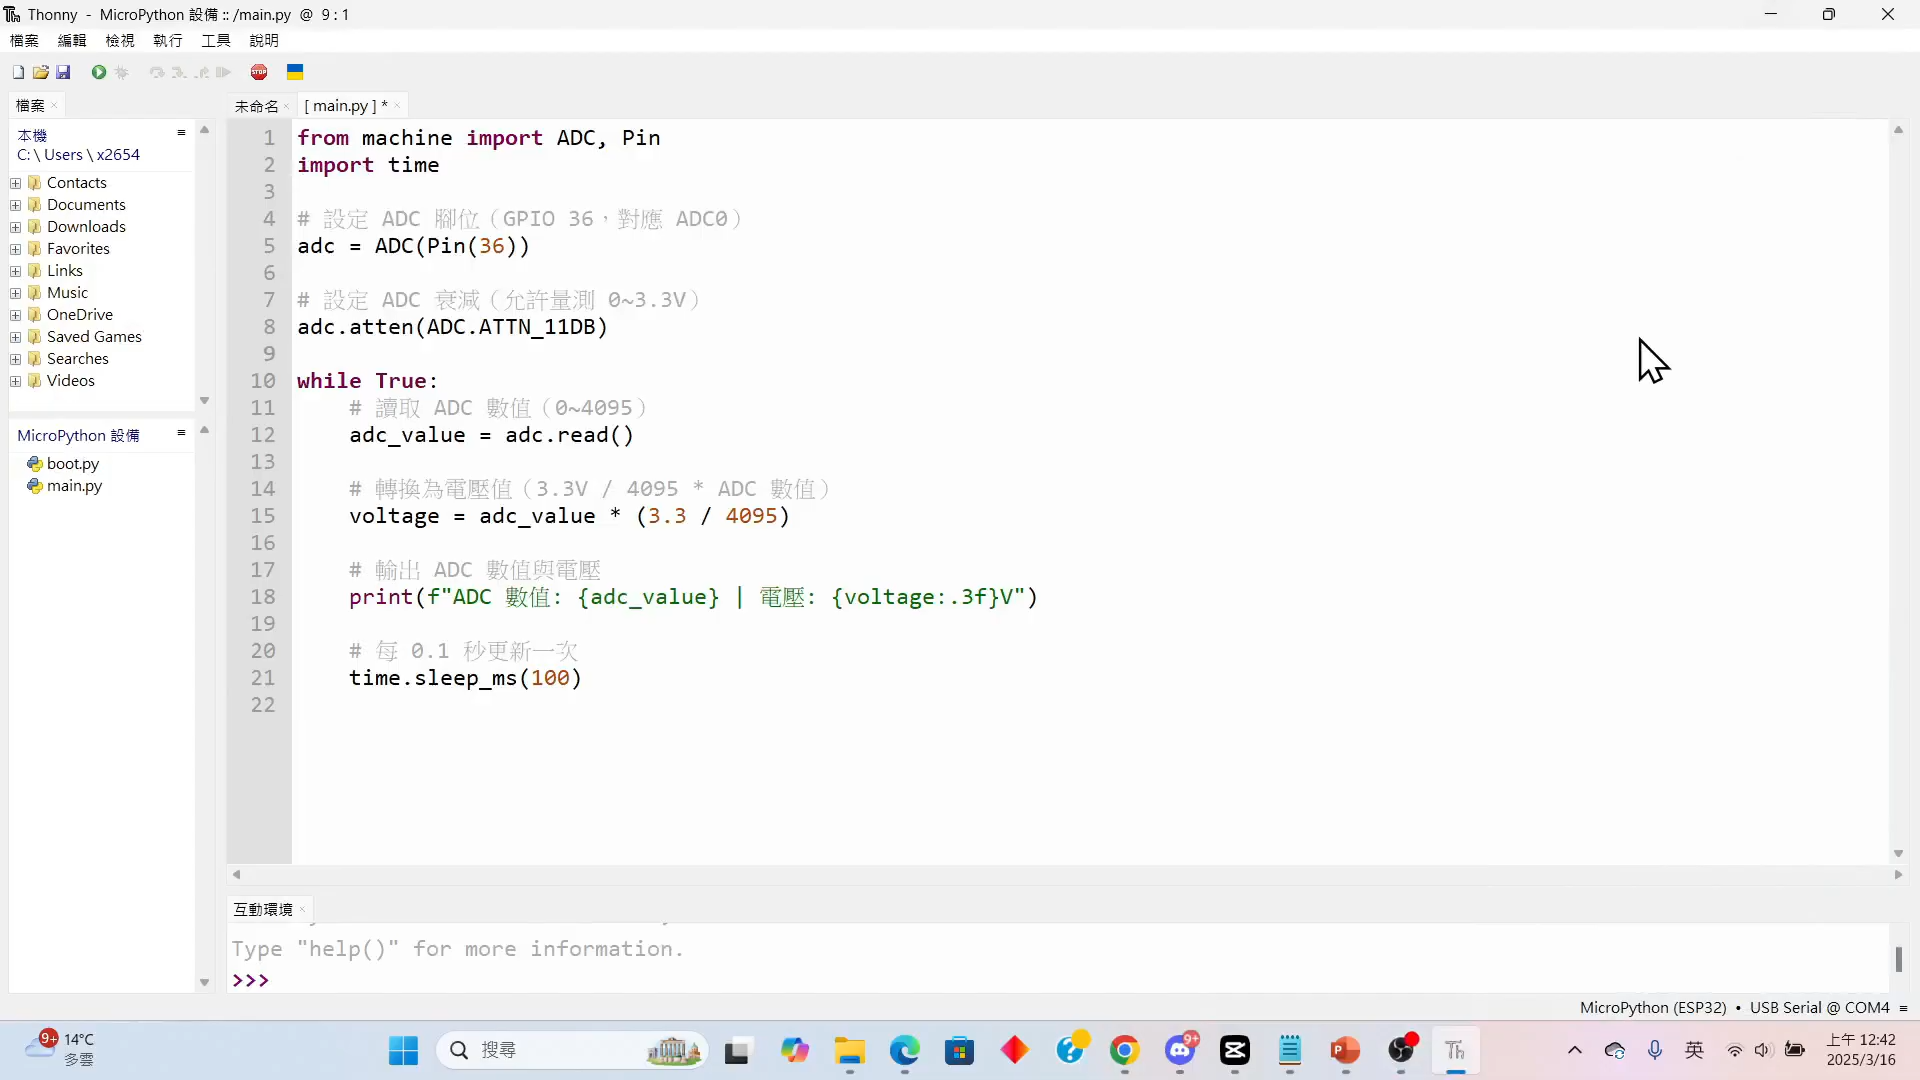 Thonny - MicroPython 設備 :: /main.py @ 9 : 1
檔案 編輯 檢視 執行 工具 說明
STOP
檔案
本機
C: \ Users \ x2654
Contacts
Documents
Downloads
Favorites
Links
Music
OneDrive
Saved Games
Searches
Videos
MicroPython 設備
boot.py
main.py
未命名 [ main.py ] *
1 from machine import ADC, Pin
2 import time
3
4 # 設定 ADC 腳位（GPIO 36，對應 ADC0）
5 adc = ADC(Pin(36))
6
7 # 設定 ADC 衰減（允許量測 0~3.3V）
8 adc.atten(ADC.ATTN_11DB)
9
10 while True:
11 # 讀取 ADC 數值（0~4095）
12 adc_value = adc.read()
13
14 # 轉換為電壓值（3.3V / 4095 * ADC 數值）
15 voltage = adc_value * (3.3 / 4095)
16
17 # 輸出 ADC 數值與電壓
18 print(f"ADC 數值: {adc_value} | 電壓: {voltage:.3f}V")
19
20 # 每 0.1 秒更新一次
21 time.sleep_ms(100)
22
互動環境
Type "help()" for more information.
>>>
MicroPython (ESP32) • USB Serial @ COM4 ≡
9+ 14°C
多雲
搜尋
9+
Th
英
上午 12:42
2025/3/16